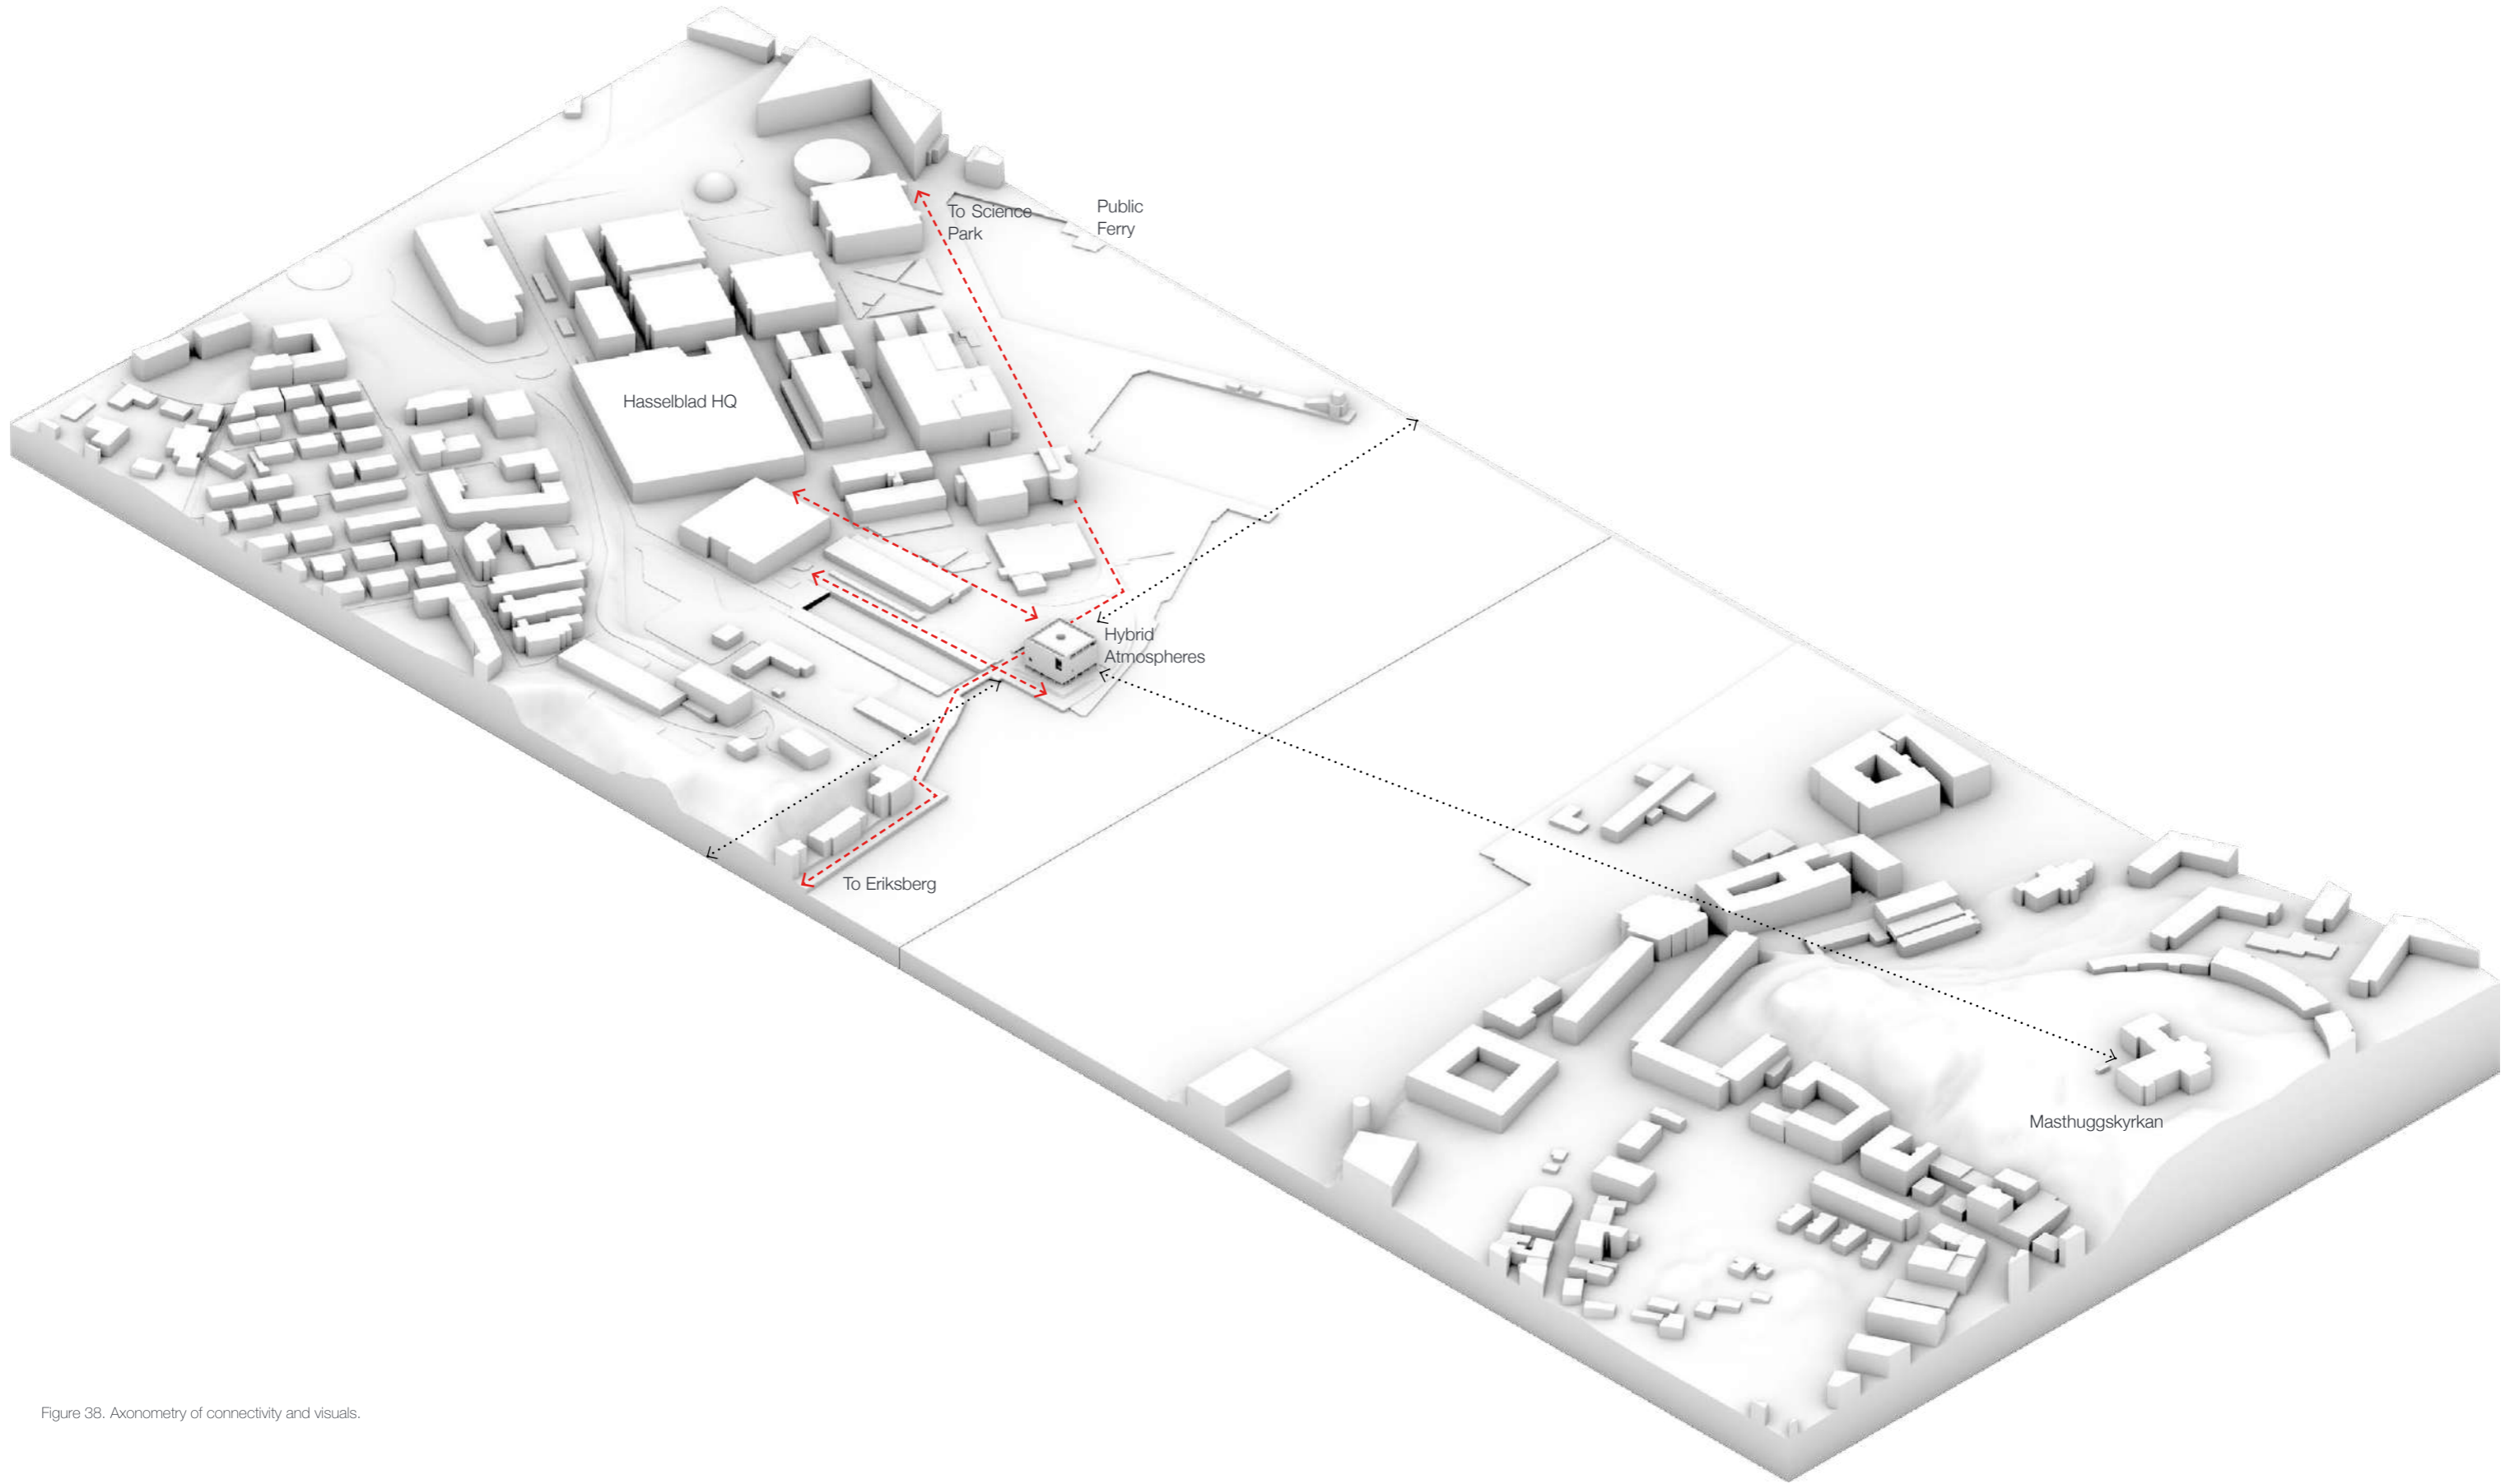 To Science
Park
Public
Ferry
Hasselblad HQ
Hybrid
Atmospheres
To Eriksberg
Masthuggskyrkan
Figure 38. Axonometry of connectivity and visuals.